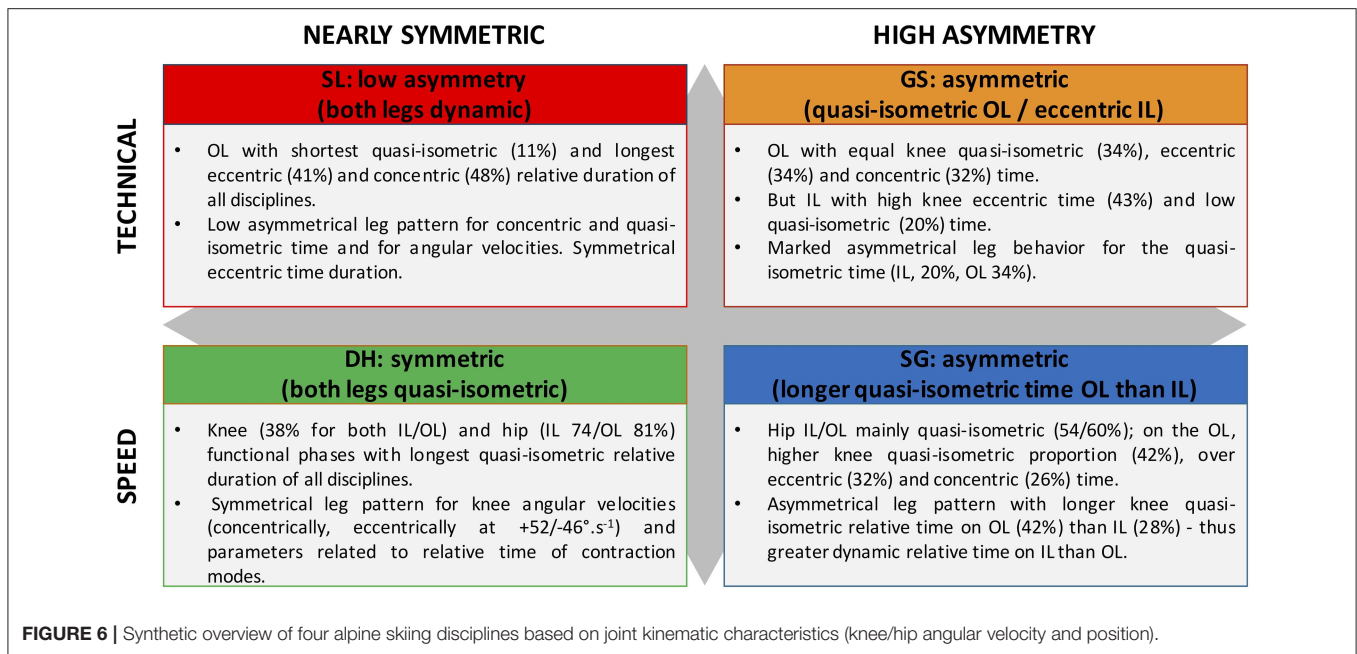 NEARLY SYMMETRIC
HIGH ASYMMETRY
TECHNICAL
SL: low asymmetry
(both legs dynamic)
• OL with shortest quasi-isometric (11%) and longest
eccentric (41%) and concentric (48%) relative duration of
all disciplines.
• Low asymmetrical leg pattern for concentric and quasi-
isometric time and for angular velocities. Symmetrical
eccentric time duration.
GS: asymmetric
(quasi-isometric OL / eccentric IL)
• OL with equal knee quasi-isometric (34%), eccentric
(34%) and concentric (32%) time.
• But IL with high knee eccentric time (43%) and low
quasi-isometric (20%) time.
• Marked asymmetrical leg behavior for the quasi-
isometric time (IL, 20%, OL 34%).
SPEED
DH: symmetric
(both legs quasi-isometric)
• Knee (38% for both IL/OL) and hip (IL 74/OL 81%)
functional phases with longest quasi-isometric relative
duration of all disciplines.
• Symmetrical leg pattern for knee angular velocities
(concentrically, eccentrically at +52/-46°.s⁻¹) and
parameters related to relative time of contraction
modes.
SG: asymmetric
(longer quasi-isometric time OL than IL)
• Hip IL/OL mainly quasi-isometric (54/60%); on the OL,
higher knee quasi-isometric proportion (42%), over
eccentric (32%) and concentric (26%) time.
• Asymmetrical leg pattern with longer knee quasi-
isometric relative time on OL (42%) than IL (28%) - thus
greater dynamic relative time on IL than OL.
FIGURE 6 | Synthetic overview of four alpine skiing disciplines based on joint kinematic characteristics (knee/hip angular velocity and position).